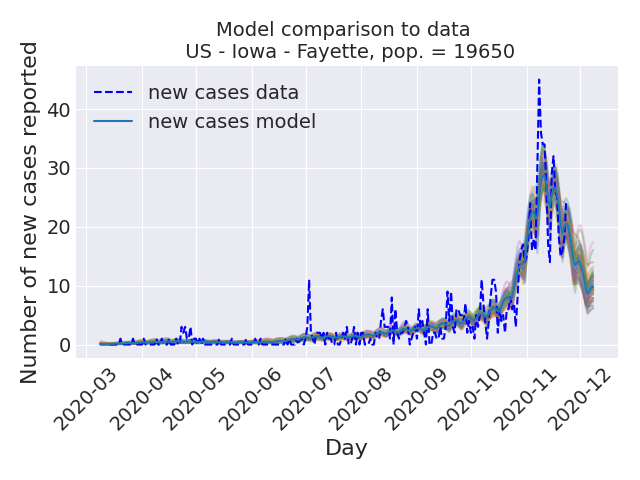 Model comparison to data
US - Iowa - Fayette, pop. = 19650
Number of new cases reported
40
30
20
10
0
new cases data
new cases model
2020-03
2020-04
2020-05
2020-06
2020-07
2020-08
2020-09
2020-10
2020-11
2020-12
Day